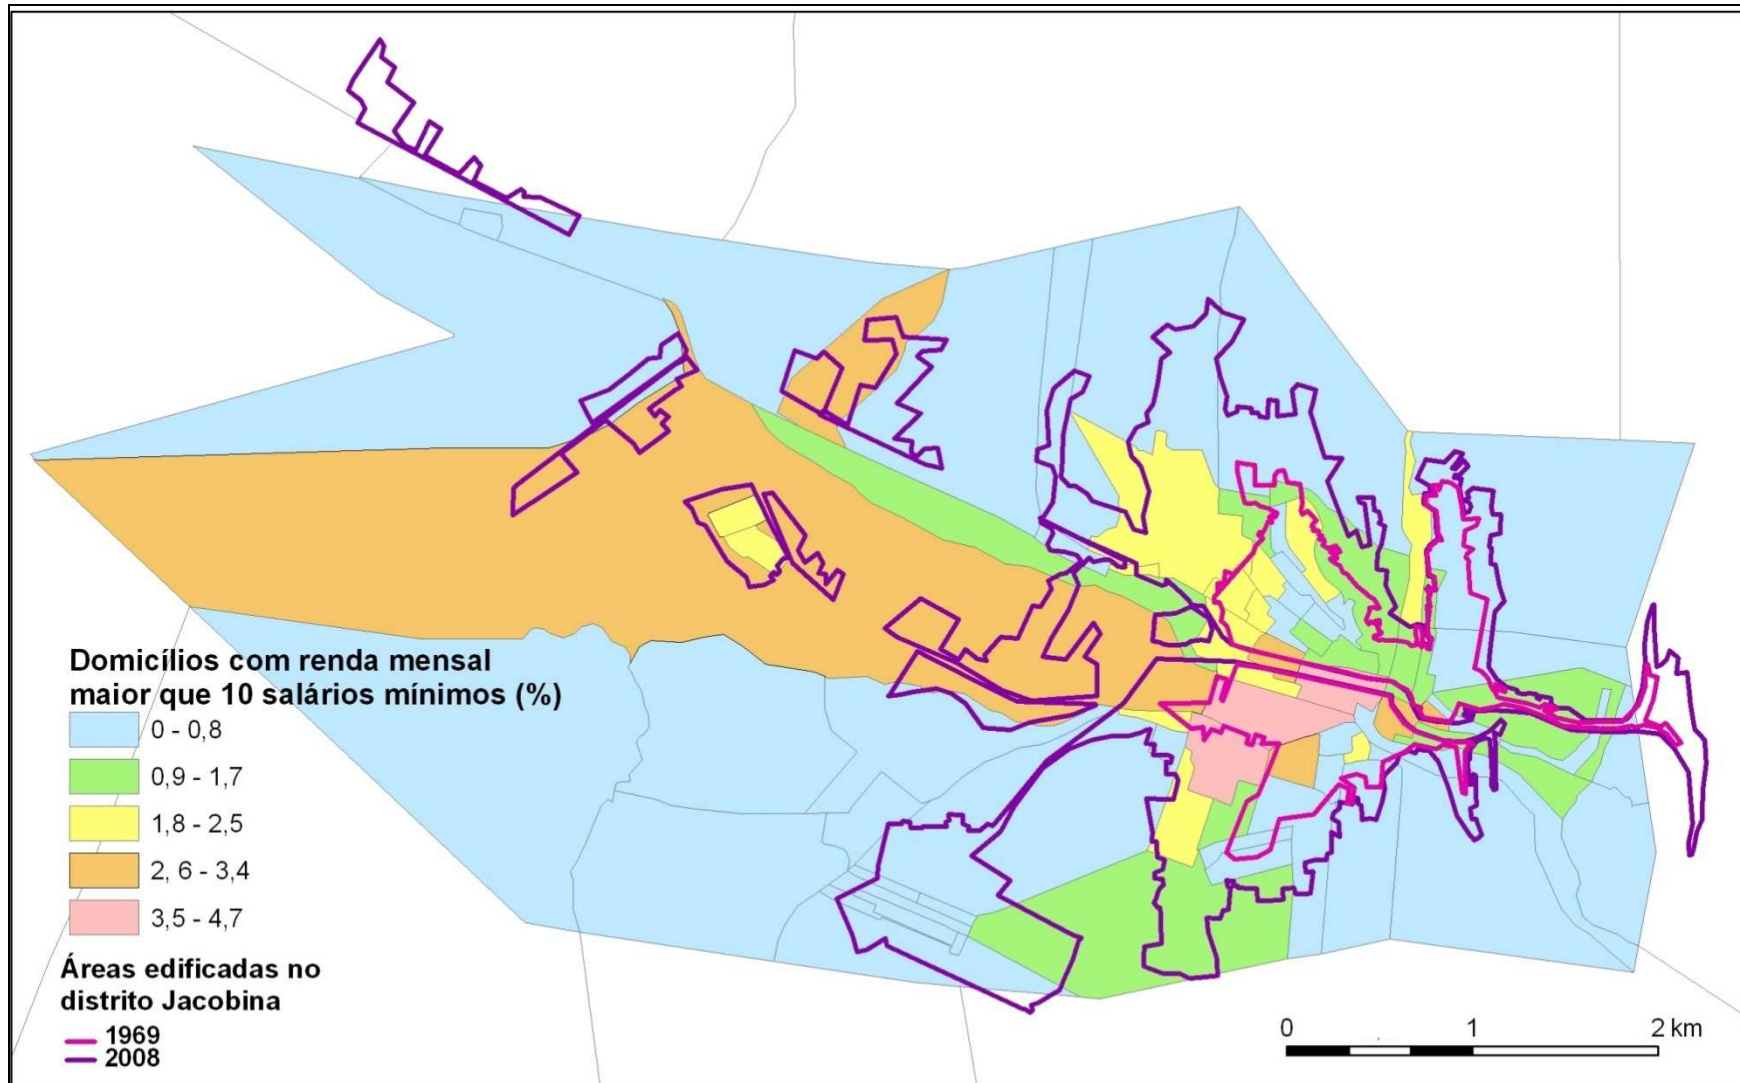 Domicílios com renda mensal
maior que 10 salários mínimos (%)
0 - 0,8
0,9 - 1,7
1,8 - 2,5
2, 6 - 3,4
3,5 - 4,7
Áreas edificadas no
distrito Jacobina
1969
2008
0 1 2 km